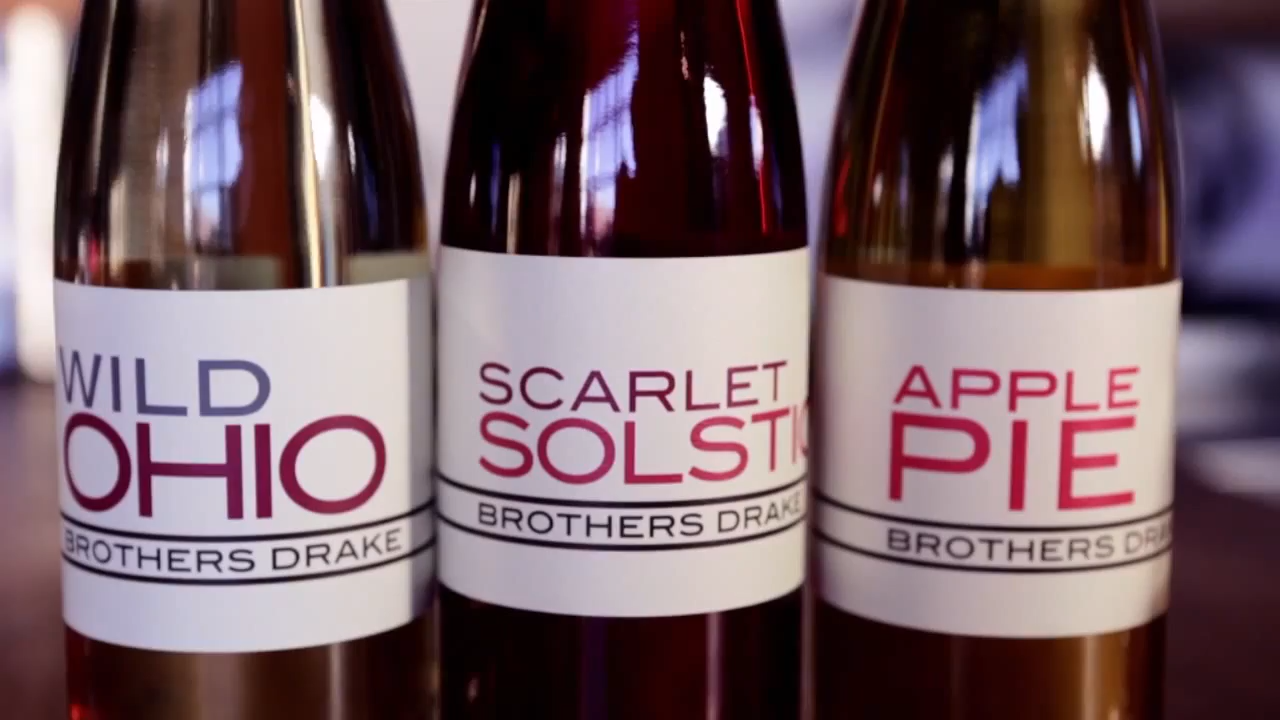 WILD
OHIO
BROTHERS DRAKE
SCARLET
SOLSTIC
BROTHERS DRAKE
APPLE
PIE
BROTHERS DRA